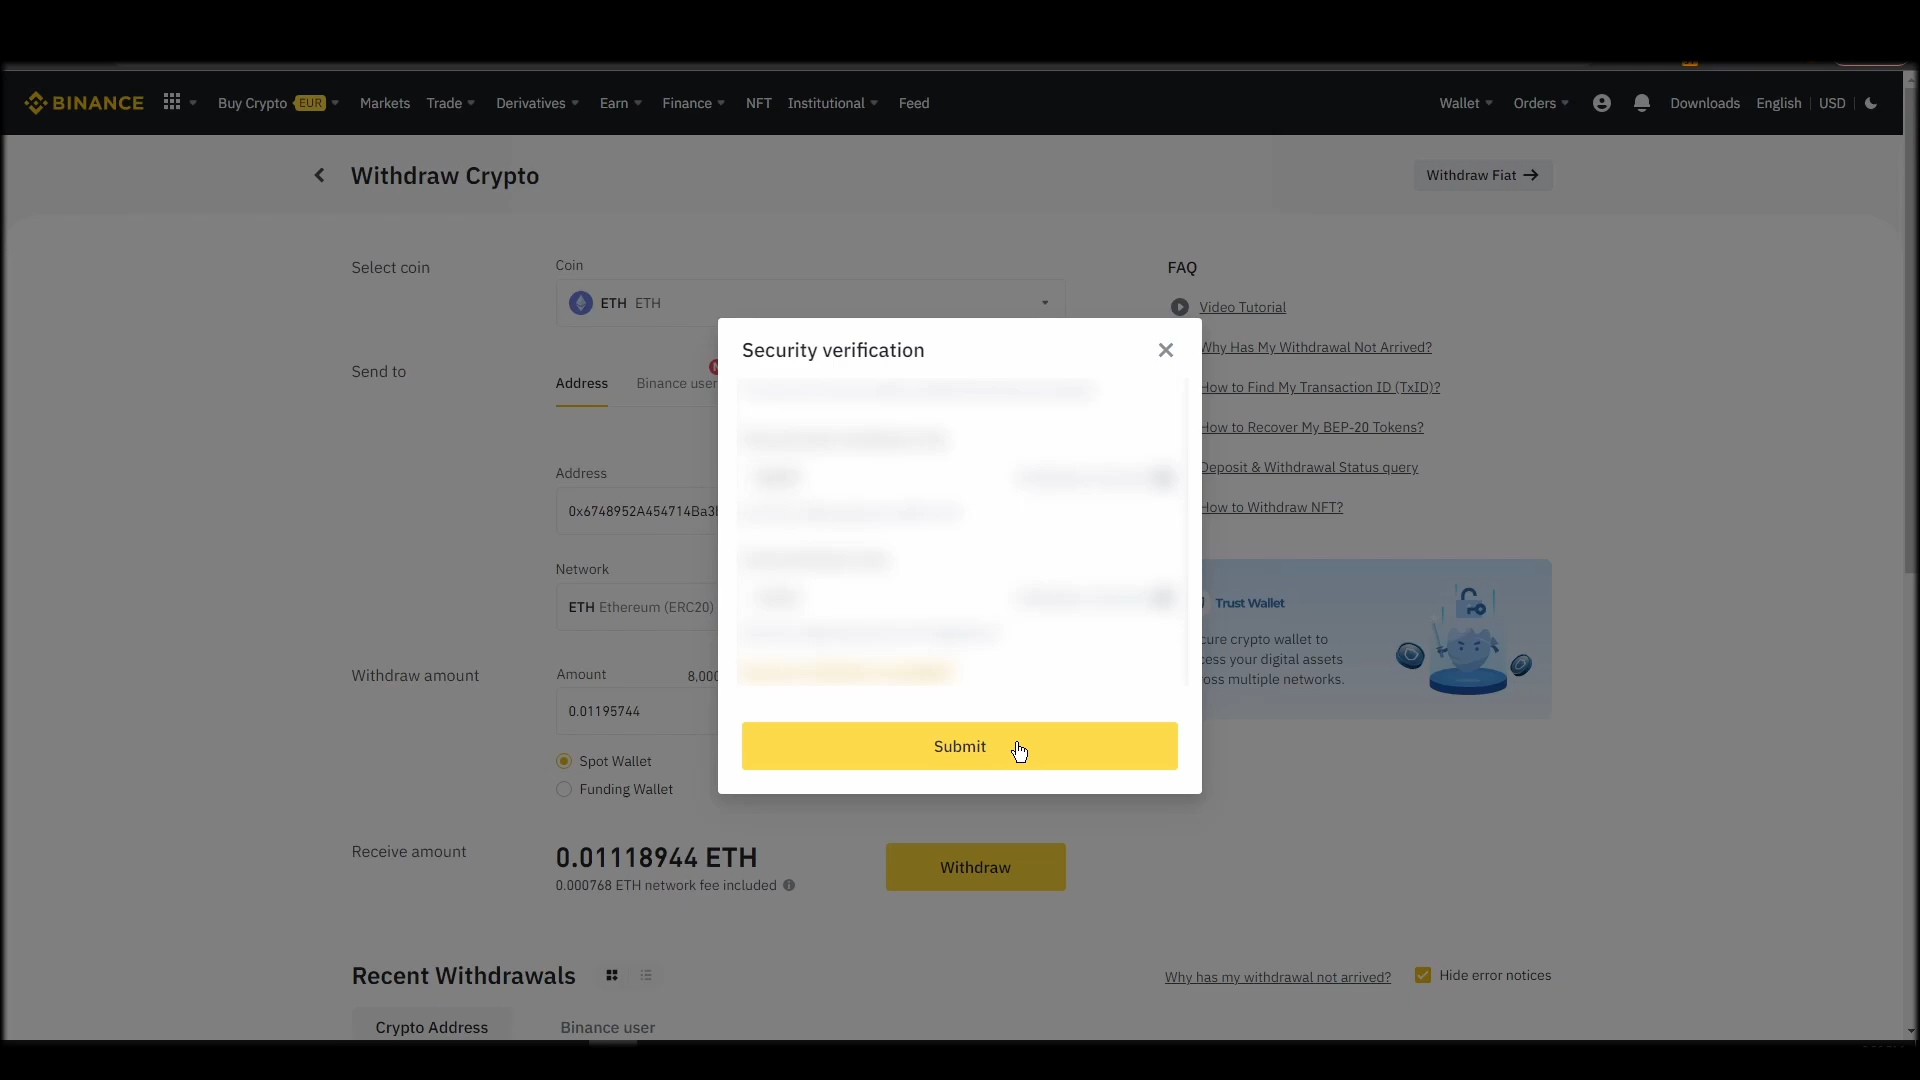 BINANCE
Buy Crypto EUR Markets Trade Derivatives Earn Finance NFT Institutional Feed Wallet Orders Downloads English USD
Withdraw Crypto
Withdraw Fiat
Select coin
Coin
ETH ETH
Send to
Address Binance user
Address
0x6748952A454714Ba3
Network
ETH Ethereum (ERC20)
Withdraw amount
Amount 8,000
0.01195744
Spot Wallet
Funding Wallet
Receive amount
0.01118944 ETH
0.000768 ETH network fee included
Withdraw
Security verification
Submit
FAQ
Video Tutorial
Why Has My Withdrawal Not Arrived?
How to Find My Transaction ID (TxID)?
How to Recover My BEP-20 Tokens?
Deposit & Withdrawal Status query
How to Withdraw NFT?
Trust Wallet
cure crypto wallet to
cess your digital assets
oss multiple networks.
Recent Withdrawals
Why has my withdrawal not arrived?
Hide error notices
Crypto Address Binance user